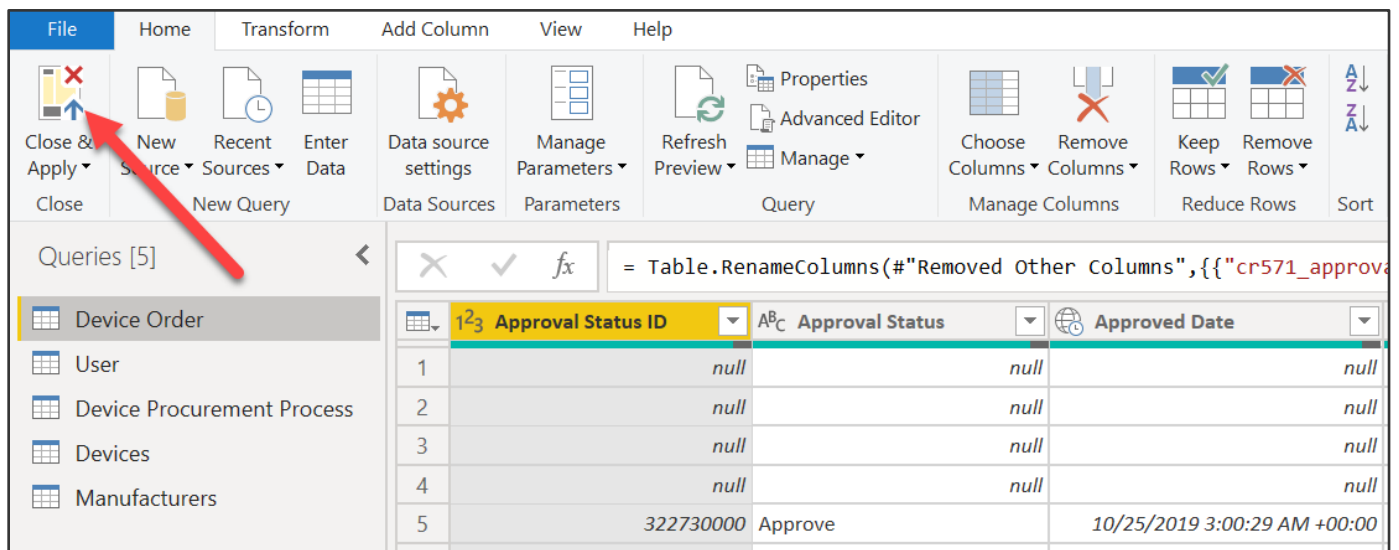 File Home Transform Add Column View Help
Close & Apply
New Source
Recent Sources
Enter Data
Data source settings
Manage Parameters
Refresh Preview
Properties
Advanced Editor
Manage
Choose Columns
Remove Columns
Keep Rows
Remove Rows
Close New Query Data Sources Parameters Query Manage Columns Reduce Rows Sort
Queries [5]
fx = Table.RenameColumns(#"Removed Other Columns",{{"cr571_approva
Device Order
User
Device Procurement Process
Devices
Manufacturers
123 Approval Status ID ABC Approval Status Approved Date
1 null null null
2 null null null
3 null null null
4 null null null
5 322730000 Approve 10/25/2019 3:00:29 AM +00:00